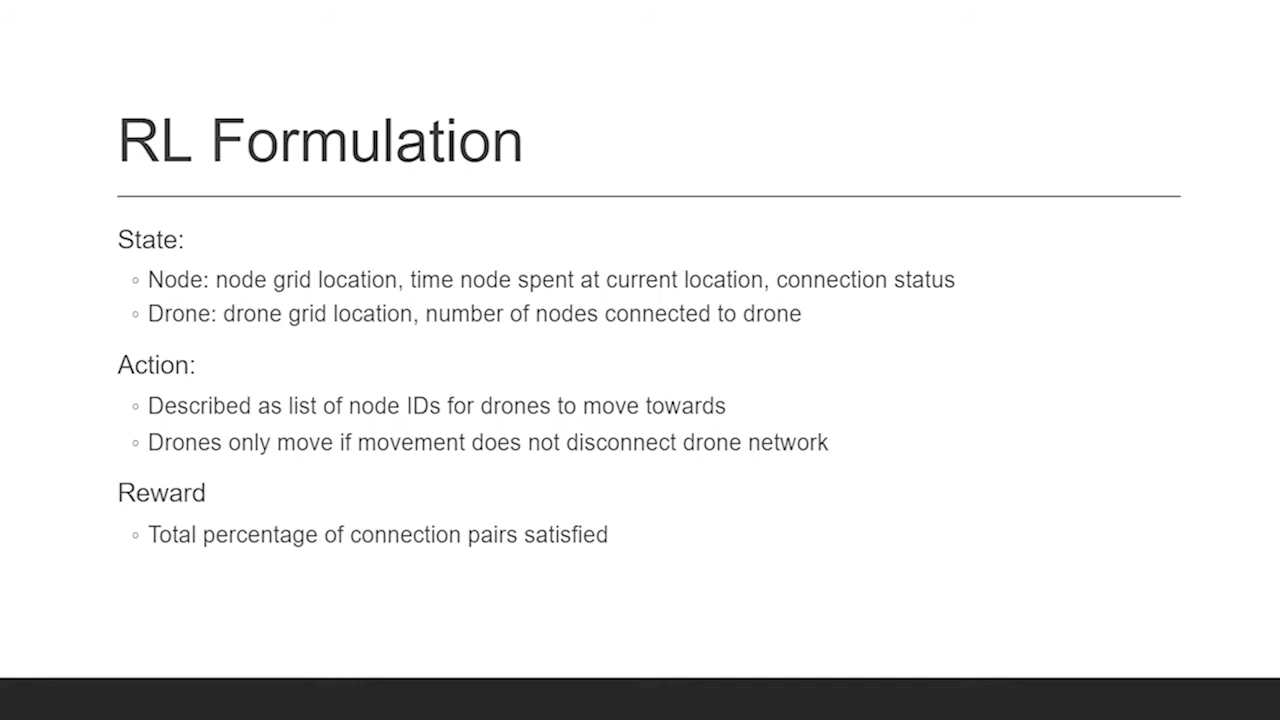 RL Formulation
State:
◦ Node: node grid location, time node spent at current location, connection status
◦ Drone: drone grid location, number of nodes connected to drone
Action:
◦ Described as list of node IDs for drones to move towards
◦ Drones only move if movement does not disconnect drone network
Reward
◦ Total percentage of connection pairs satisfied